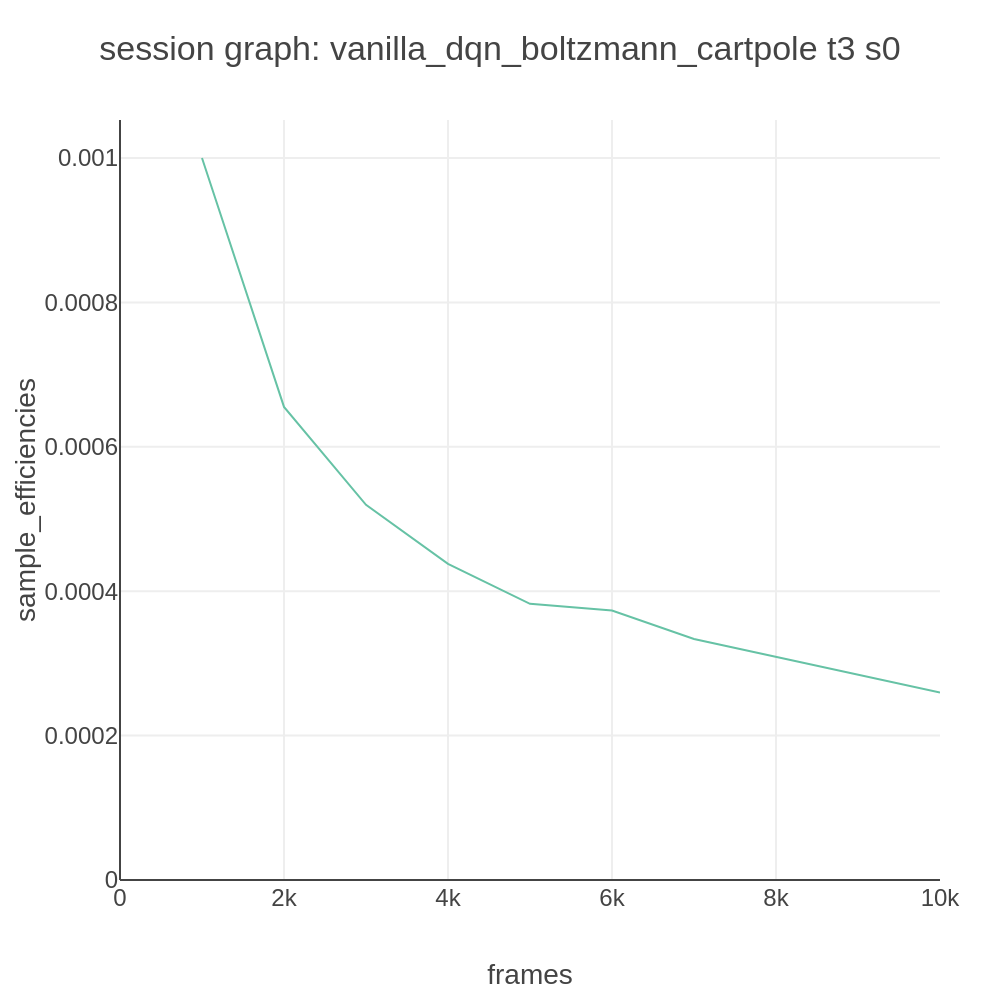 session graph: vanilla_dqn_boltzmann_cartpole t3 s0
0.001
0.0008
0.0006
0.0004
0.0002
0
sample_efficiencies
0
2k
4k
6k
8k
10k
frames